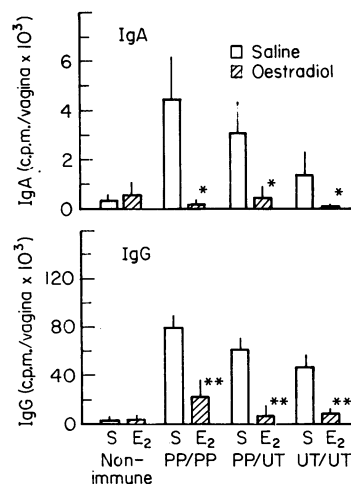 IgA
Saline
Oestradiol
IgA (c.p.m./vagina x 10³)
6
4
2
0
*
*
*
IgG
IgG (c.p.m./vagina x 10³)
120
80
40
0
**
**
**
S E₂ S E₂ S E₂ S E₂
Non-immune PP/PP PP/UT UT/UT